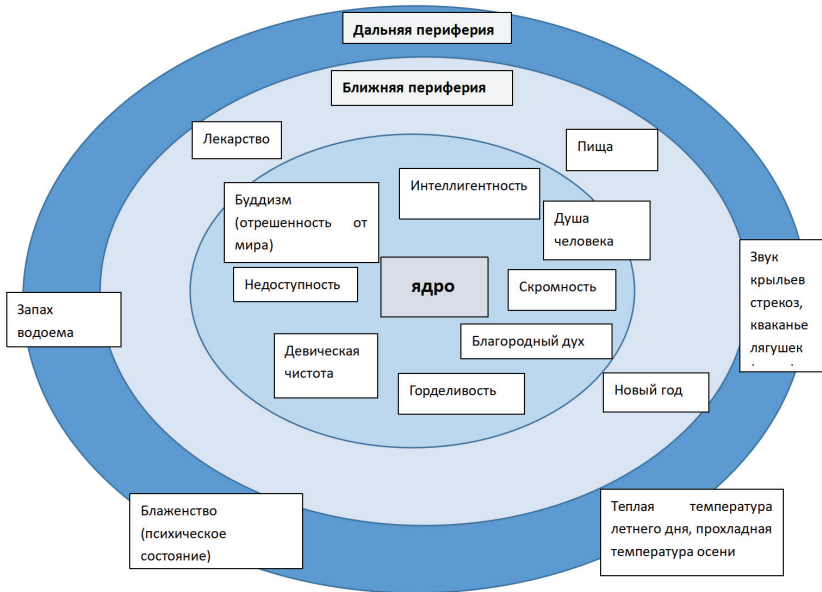 Дальняя периферия
Ближняя периферия
Лекарство
Пища
Интеллигентность
Буддизм
(отрешенность от
мира)
Душа
человека
Недоступность
ядро
Скромность
Звук
крыльев
стрекоз,
кваканье
лягушек
Запах
водоема
Благородный дух
Девическая
чистота
Горделивость
Новый год
Блаженство
(психическое
состояние)
Теплая температура
летнего дня, прохладная
температура осени